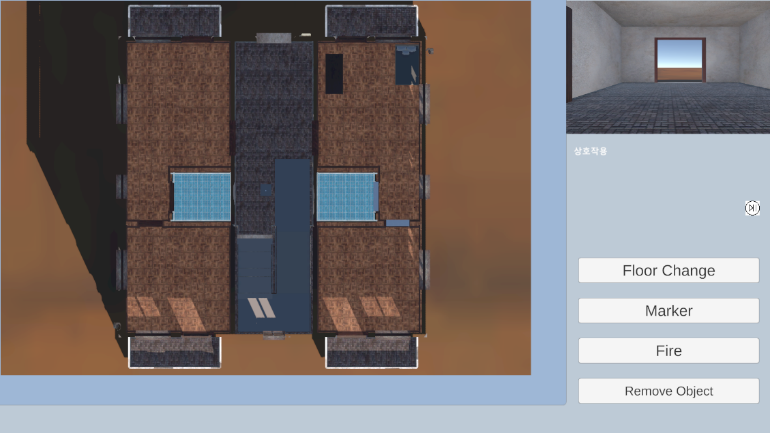 상호작용
Floor Change
Marker
Fire
Remove Object